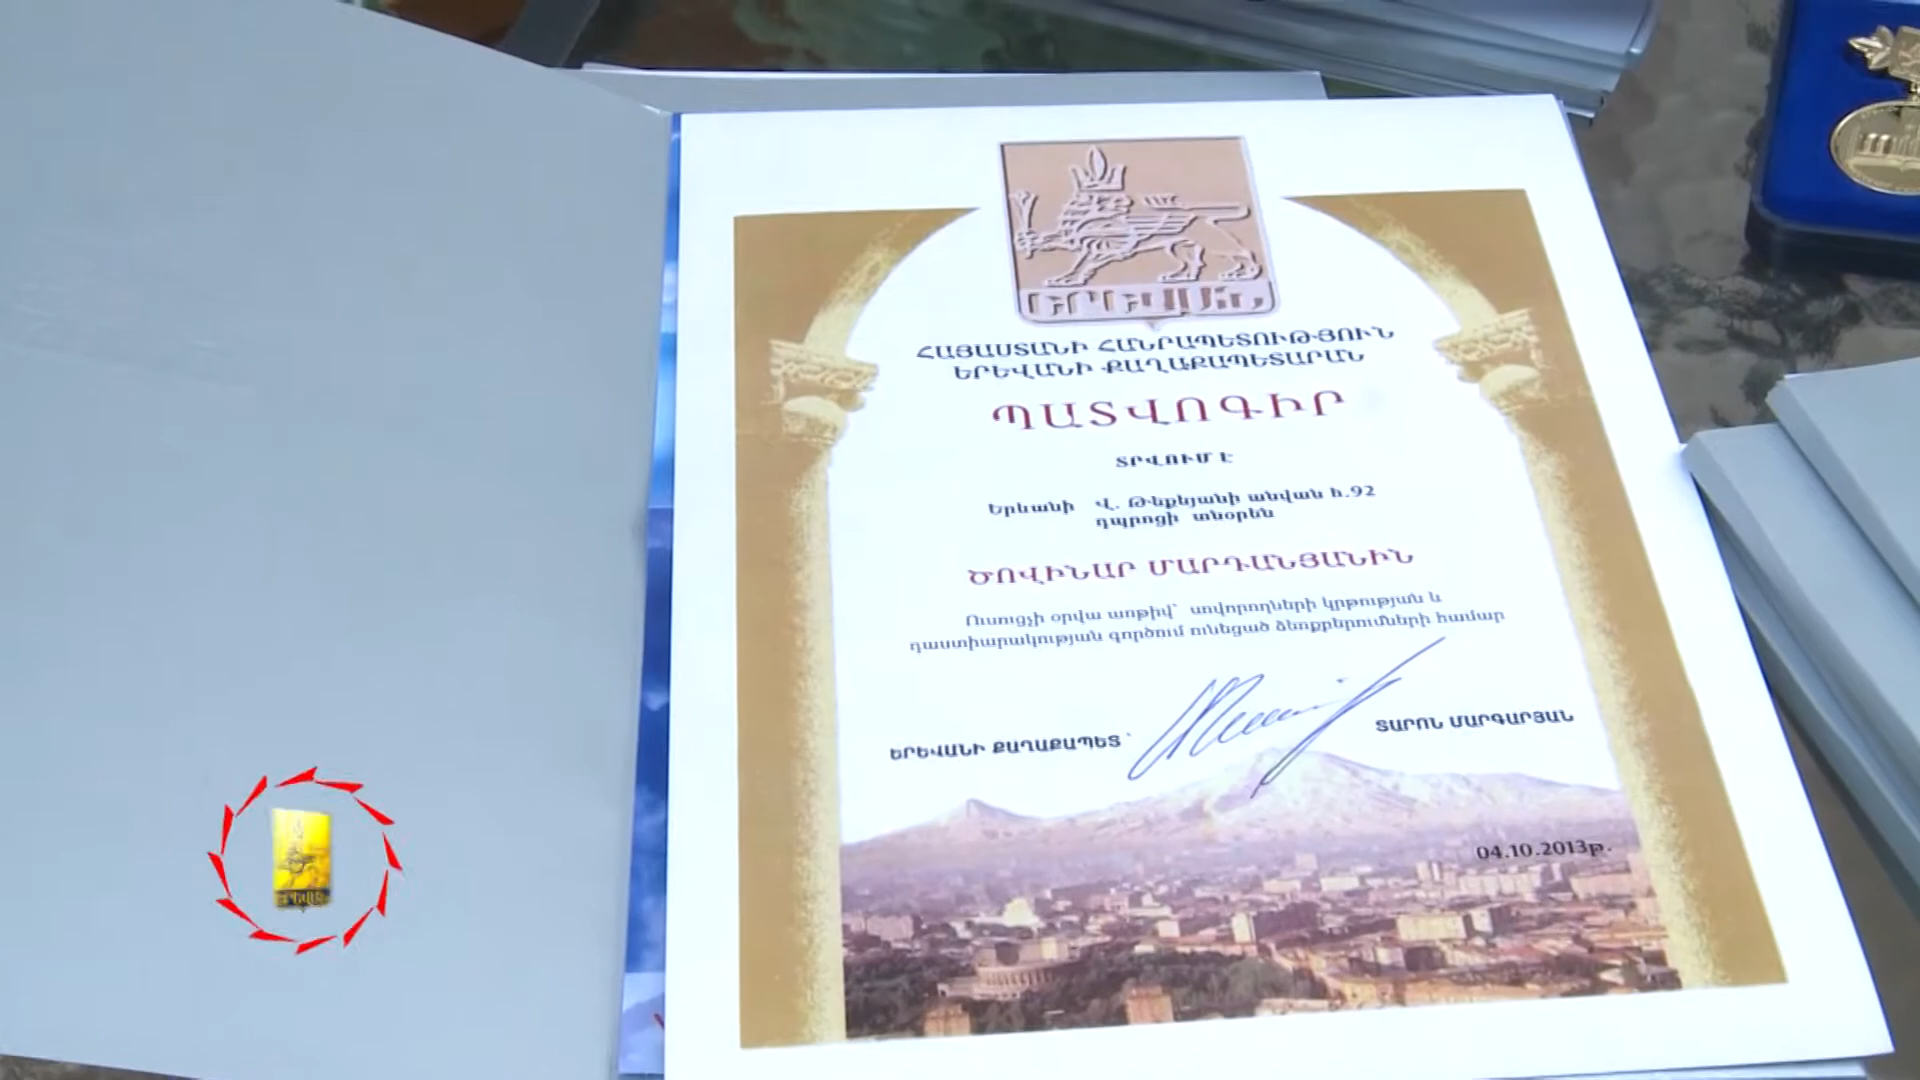 ԵՐԵՎԱՆ
ՀԱՅԱՍՏԱՆԻ ՀԱՆՐԱՊԵՏՈՒԹՅՈՒՆ
ԵՐԵՎԱՆԻ ՔԱՂԱՔԱՊԵՏԱՐԱՆ
ՊԱՏՎՈԳԻՐ
ՏՐՎՈՒՄ Է
Երևանի Վ. Թեքեյանի անվան հ.92
դպրոցի տնօրեն
ԾՈՎԻՆԱՐ ՄԱՐԴԱՆՅԱՆԻՆ
Ուսուցչի օրվա առթիվ՝ սովորողների կրթության և
դաստիարակության գործում ունեցած ձեռքբերումների համար
ԵՐԵՎԱՆԻ ՔԱՂԱՔԱՊԵՏ՝ ՏԱՐՈՆ ՄԱՐԳԱՐՅԱՆ
04.10.2013թ.